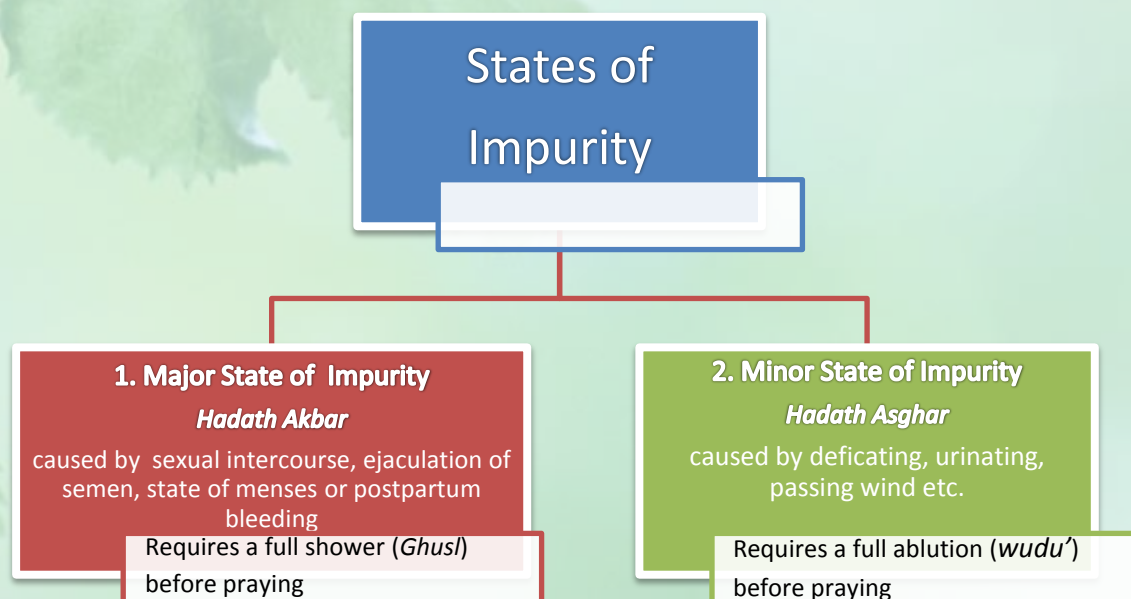 States of
Impurity
1. Major State of Impurity
Hadath Akbar
caused by sexual intercourse, ejaculation of
semen, state of menses or postpartum
bleeding
Requires a full shower (Ghusl)
before praying
2. Minor State of Impurity
Hadath Asghar
caused by deficating, urinating,
passing wind etc.
Requires a full ablution (wudu’)
before praying